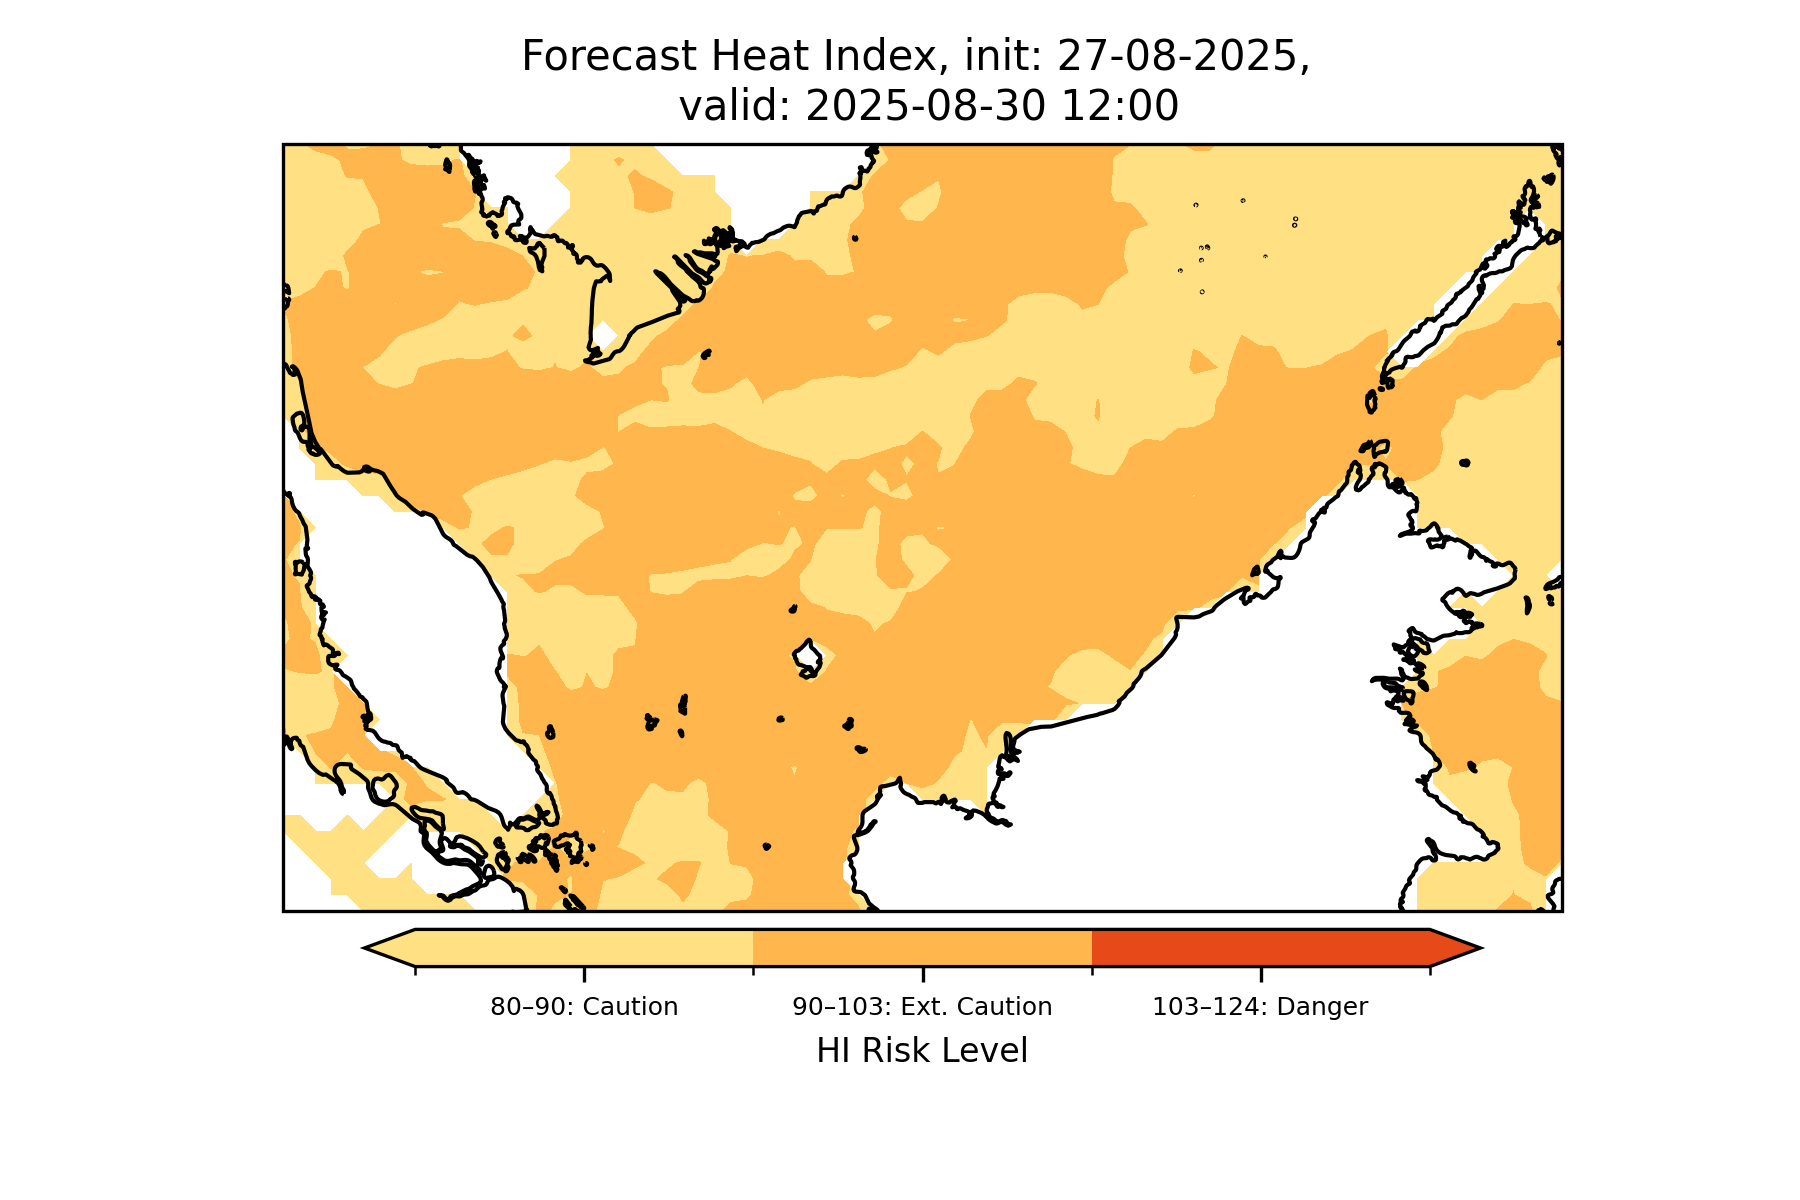 Forecast Heat Index, init: 27-08-2025,
valid: 2025-08-30 12:00
80–90: Caution
90–103: Ext. Caution
103–124: Danger
HI Risk Level